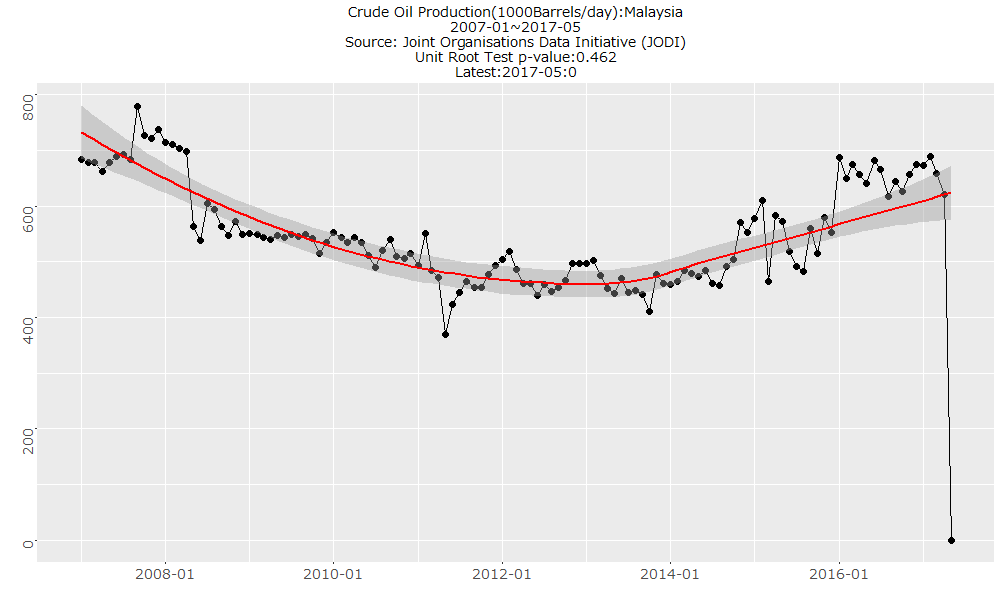 Crude Oil Production(1000Barrels/day):Malaysia
2007-01~2017-05
Source: Joint Organisations Data Initiative (JODI)
Unit Root Test p-value:0.462
Latest:2017-05:0
800
600
400
200
0
2008-01 2010-01 2012-01 2014-01 2016-01